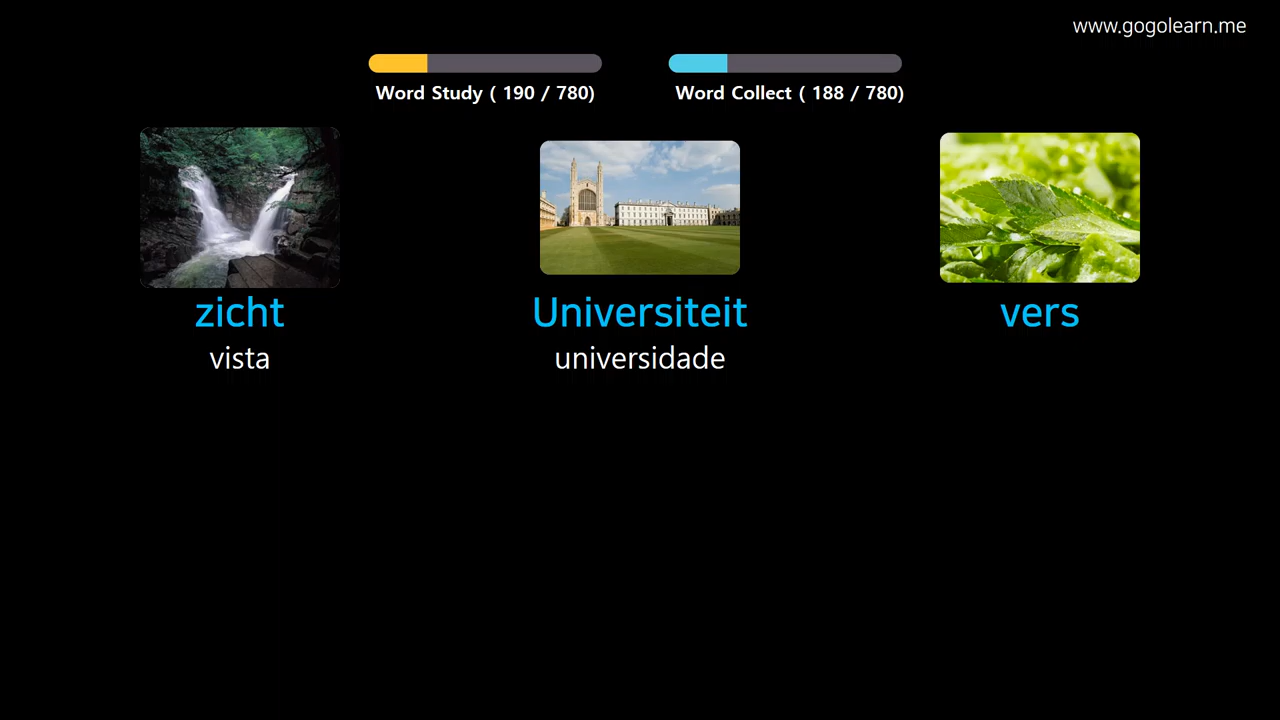 www.gogolearn.me
Word Study ( 190 / 780)
Word Collect ( 188 / 780)
zicht
vista
Universiteit
universidade
vers